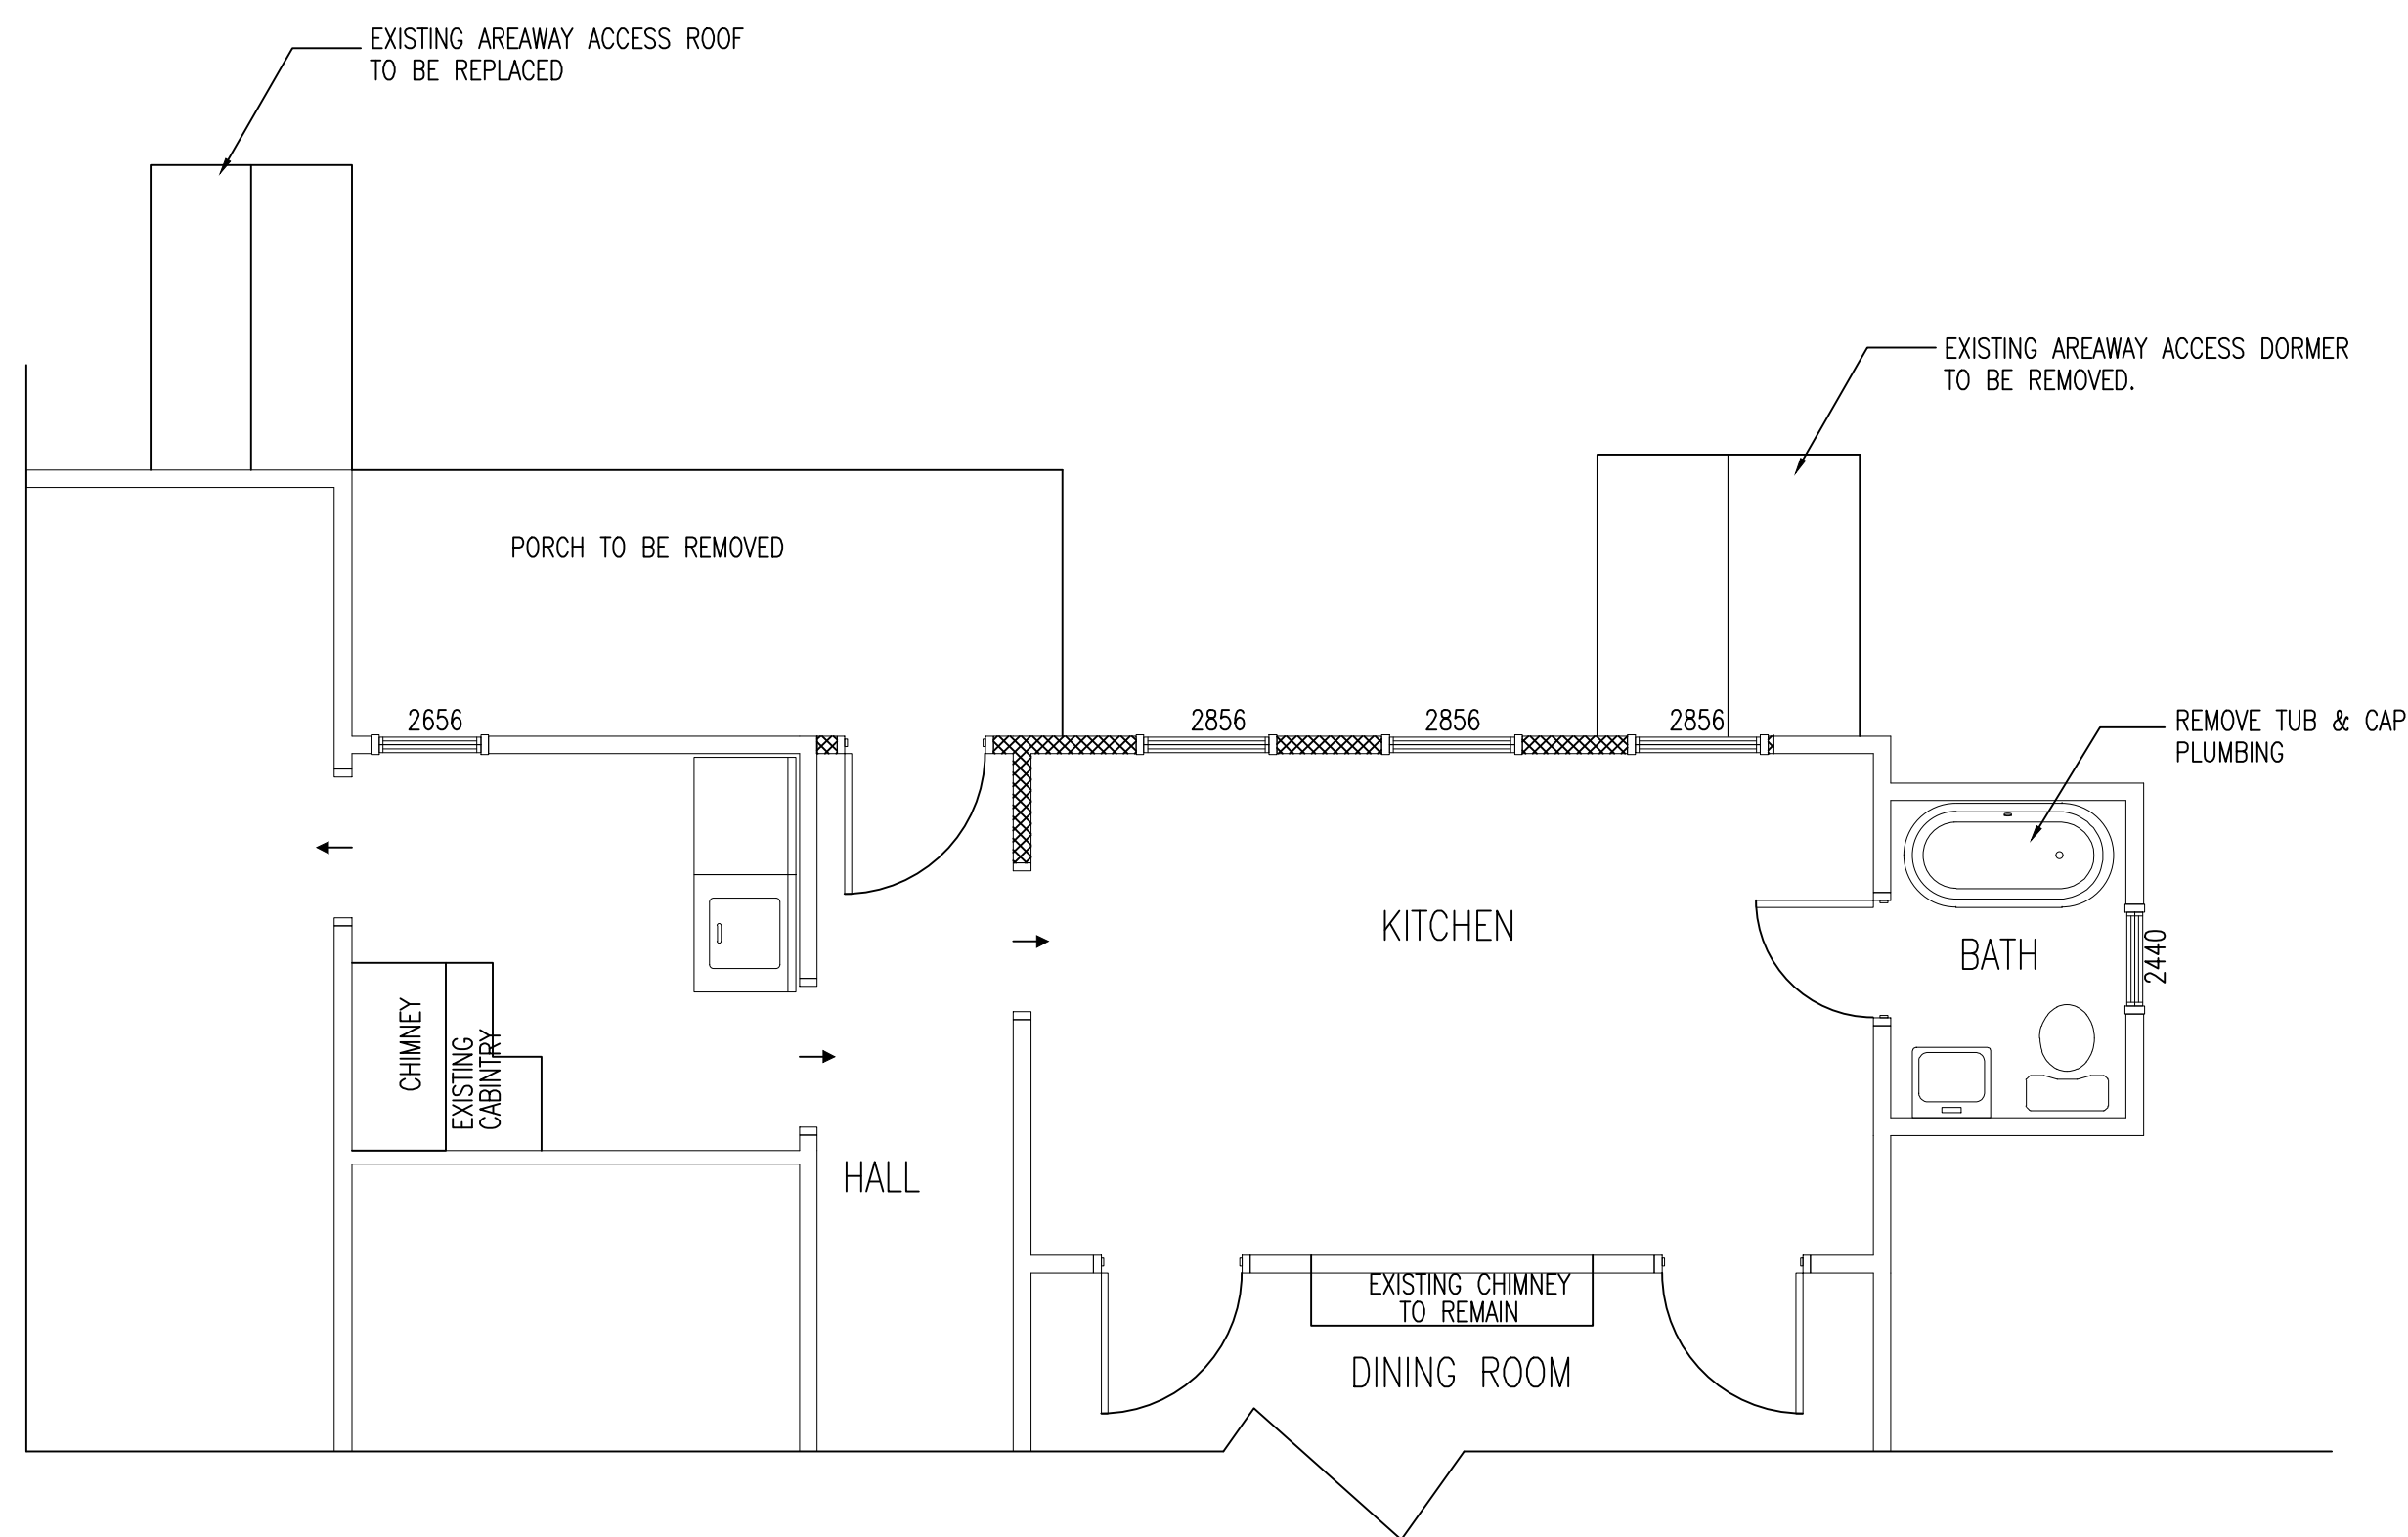 EXISTING AREAWAY ACCESS ROOF
TO BE REPLACED
EXISTING AREAWAY ACCESS DORMER
TO BE REMOVED.
PORCH TO BE REMOVED
2656
2856
2856
2856
REMOVE TUB & CAP
PLUMBING
KITCHEN
BATH
2440
CHIMNEY
EXISTING
CABINTRY
HALL
EXISTING CHIMNEY
TO REMAIN
DINING ROOM